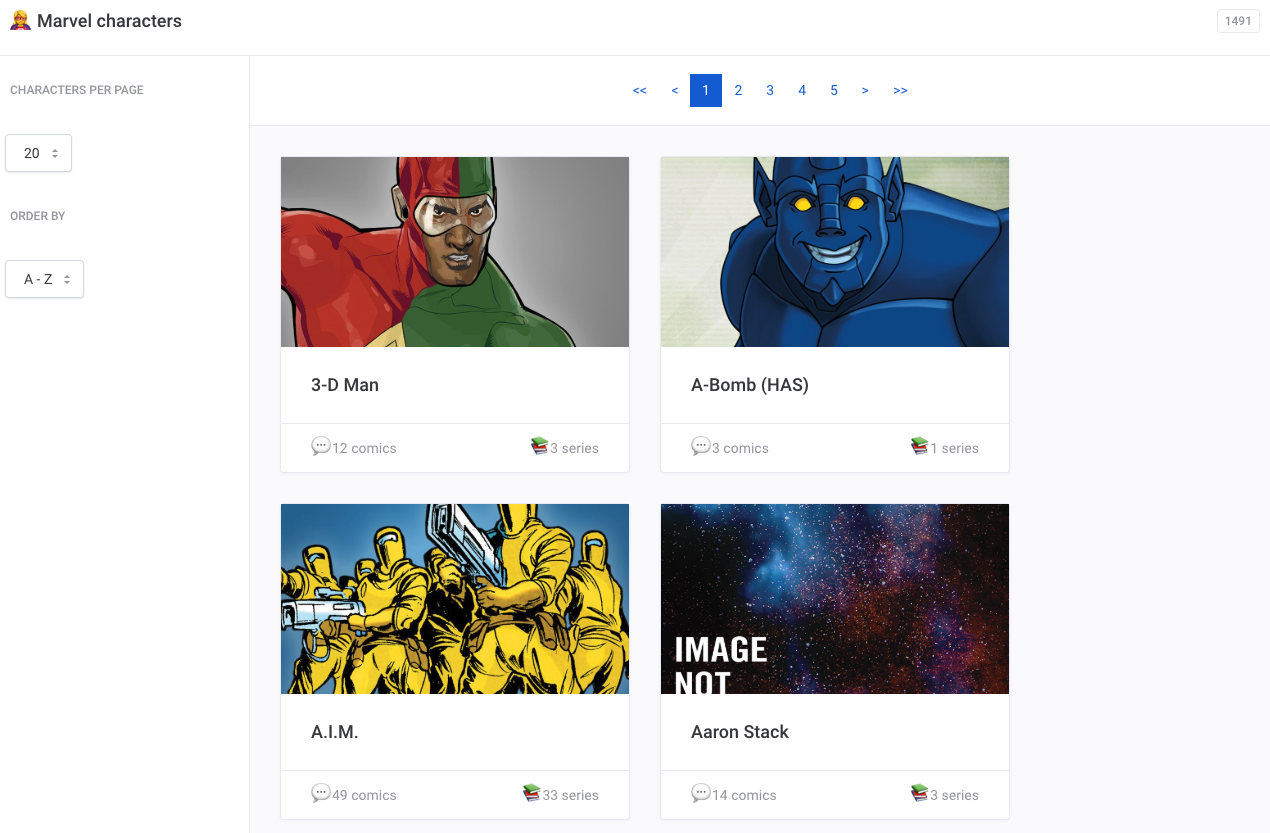 Marvel characters
1491
CHARACTERS PER PAGE
20
ORDER BY
A - Z
<< < 1 2 3 4 5 > >>
3-D Man
12 comics 3 series
A-Bomb (HAS)
3 comics 1 series
A.I.M.
49 comics 33 series
IMAGE
NOT
Aaron Stack
14 comics 3 series